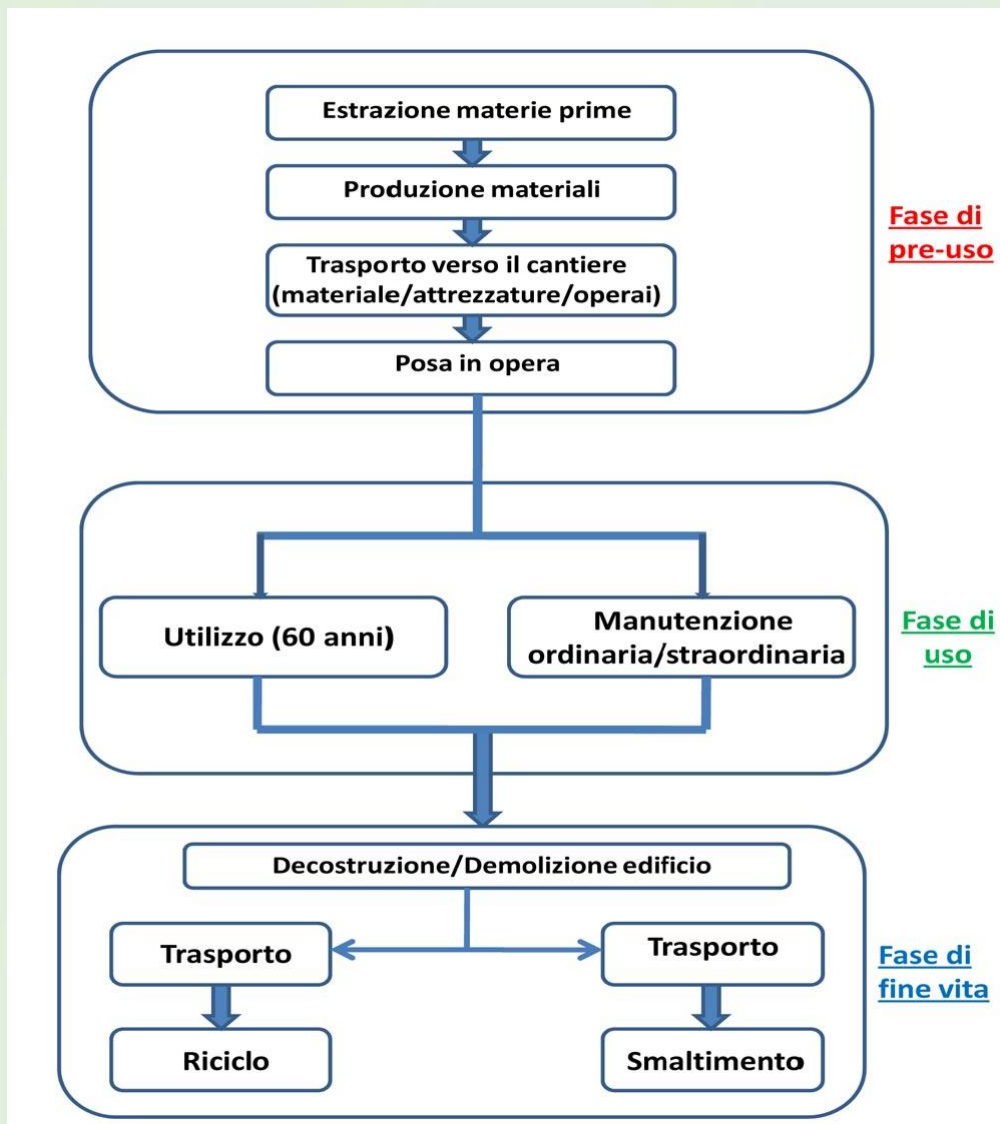 Estrazione materie prime
Produzione materiali
Trasporto verso il cantiere
(materiale/attrezzature/operai)
Posa in opera
Fase di
pre-uso
Utilizzo (60 anni)
Manutenzione
ordinaria/straordinaria
Fase di
uso
Decostruzione/Demolizione edificio
Trasporto
Trasporto
Riciclo
Smaltimento
Fase di
fine vita